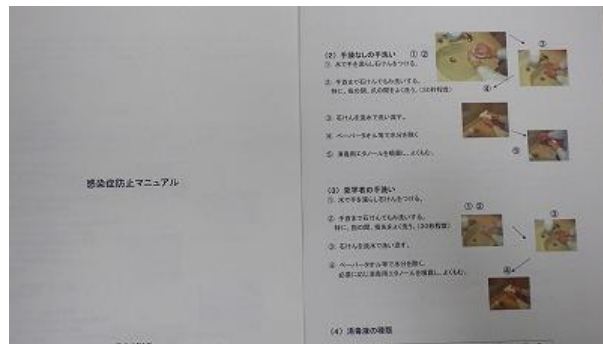 感染症防止マニュアル
(2) 手揉なしの手洗い ① ②
① 水で手を濡らし石けんをつける。
② 手首まで石けんでもみ洗いする。
特に、指の間、爪の間をよく洗う。(30秒程度)
③
④
③ 石けんを流水で洗い流す。
④ ペーパータオル等で水分を除く
⑤ 消毒用エタノールを噴霧し、よくもむ。
⑤
(3) 見学者の手洗い
① 水で手を濡らし石けんをつける。
① ②
② 手首まで石けんでもみ洗いする。
特に、指の間、指先をよく洗う。(30秒程度)
③
③ 石けんを流水で洗い流す。
④ ペーパータオル等で水分を除く。
必要に応じ消毒用エタノールを噴霧し、よくもむ。
④
(4) 消毒液の種類